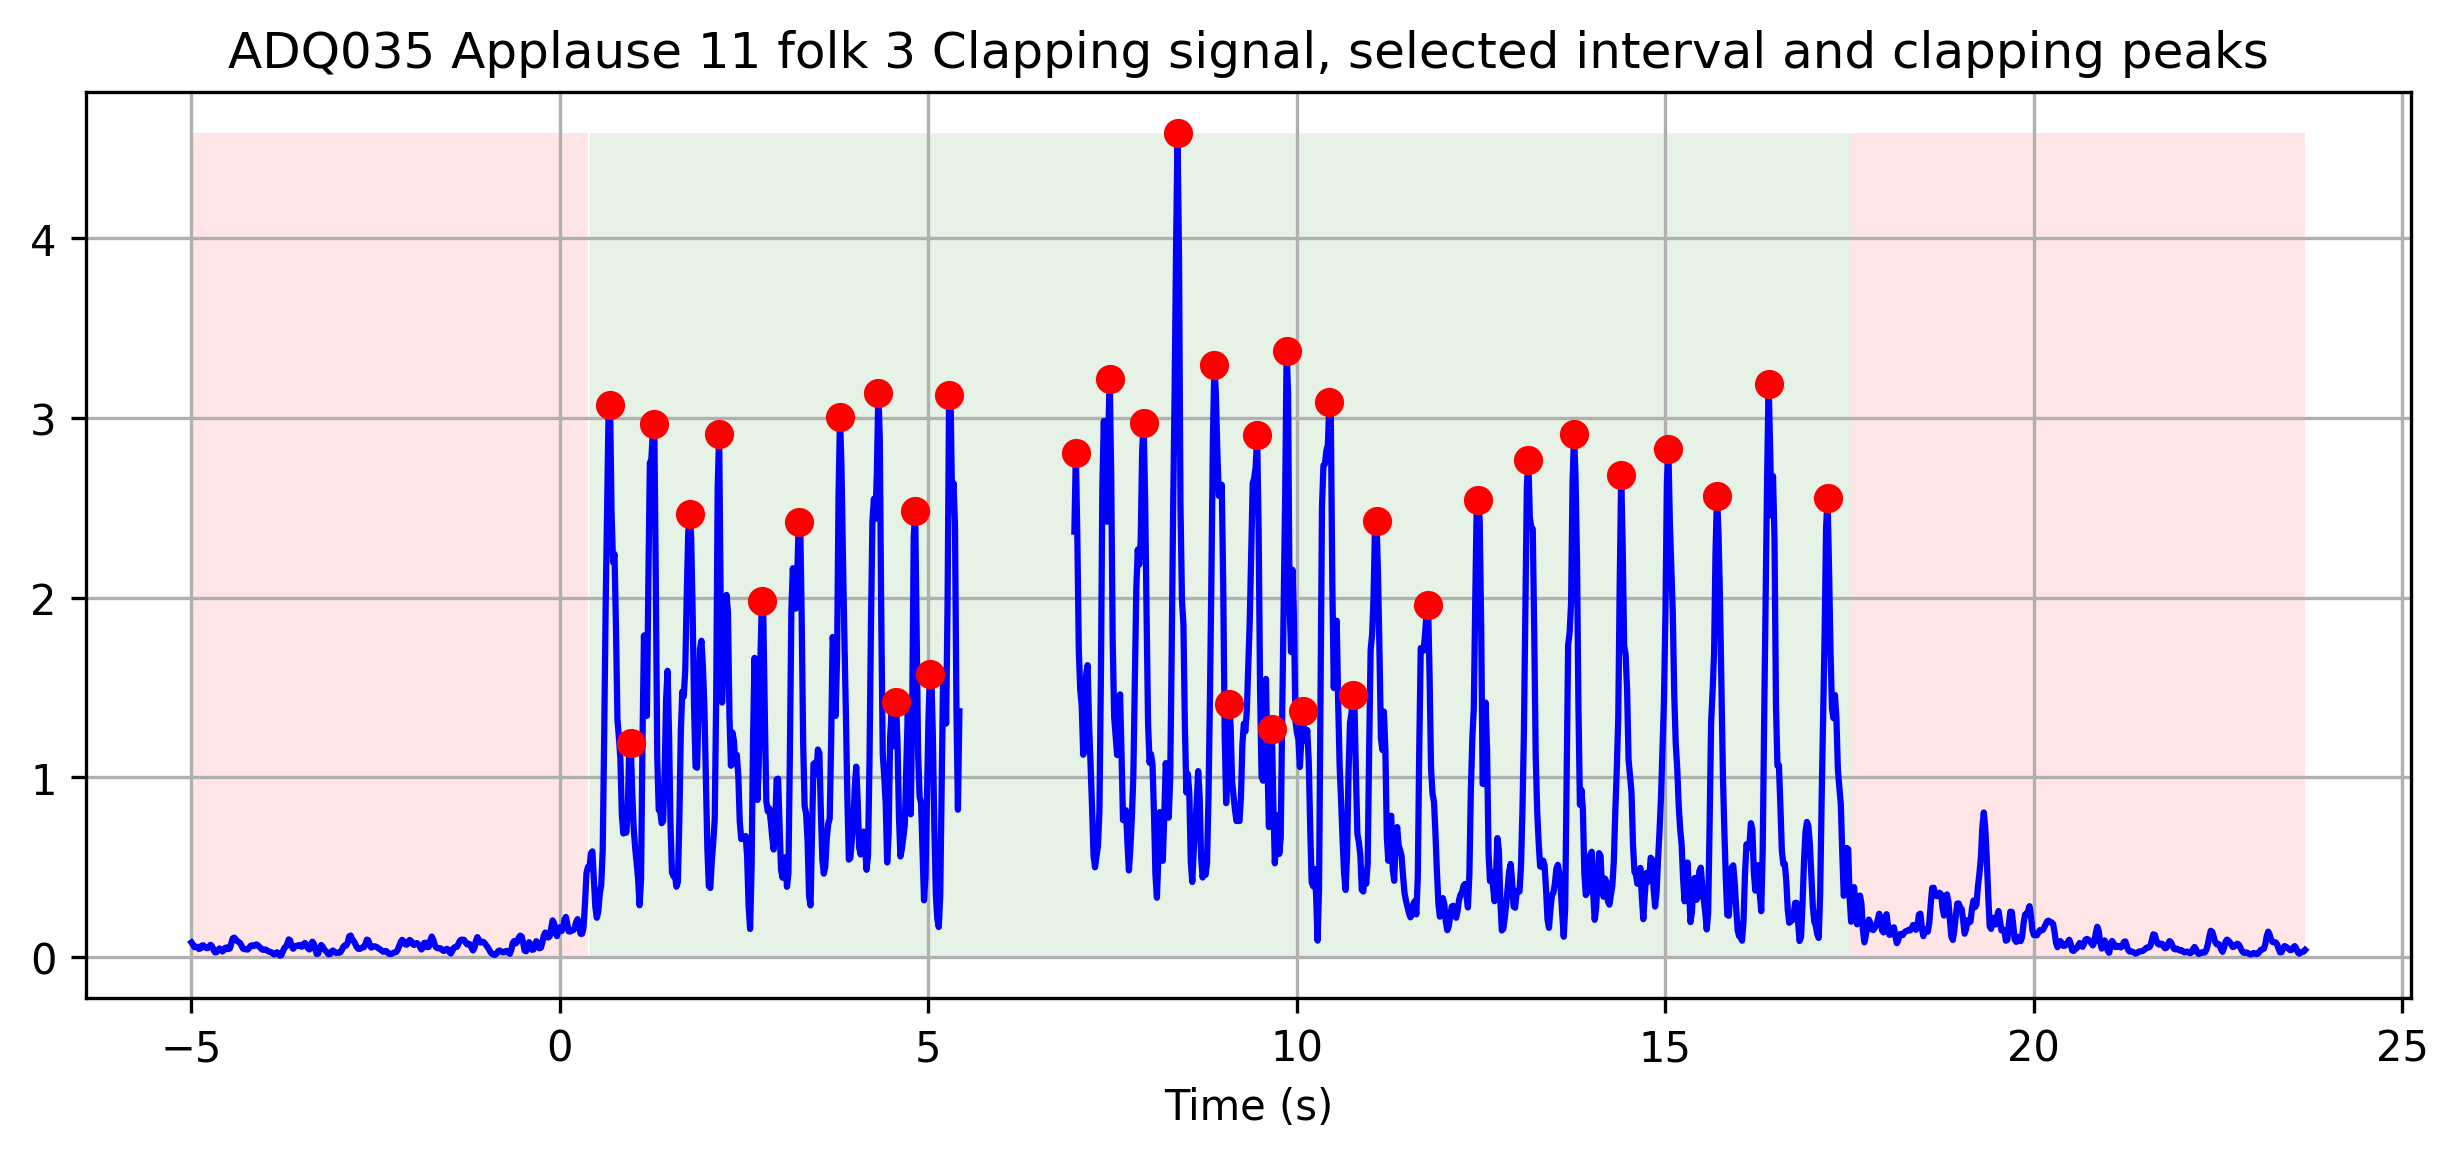 ADQ035 Applause 11 folk 3 Clapping signal, selected interval and clapping peaks
4
3
2
1
0
−5 0 5 10 15 20 25
Time (s)